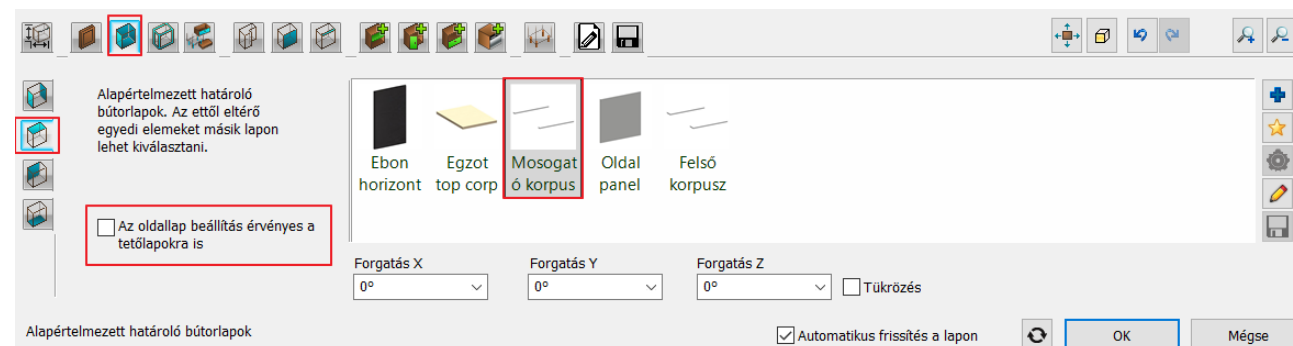 Alapértelmezett határoló
bútorlapok. Az ettől eltérő
egyedi elemeket másik lapon
lehet kiválasztani.
Az oldallap beállítás érvényes a
tetőlapokra is
Ebon
horizont
Egzot
top corp
Mosogat
ó korpus
Oldal
panel
Felső
korpusz
Forgatás X
Forgatás Y
Forgatás Z
0°
0°
0°
Tükrözés
Alapértelmezett határoló bútorlapok
Automatikus frissítés a lapon
OK
Mégse